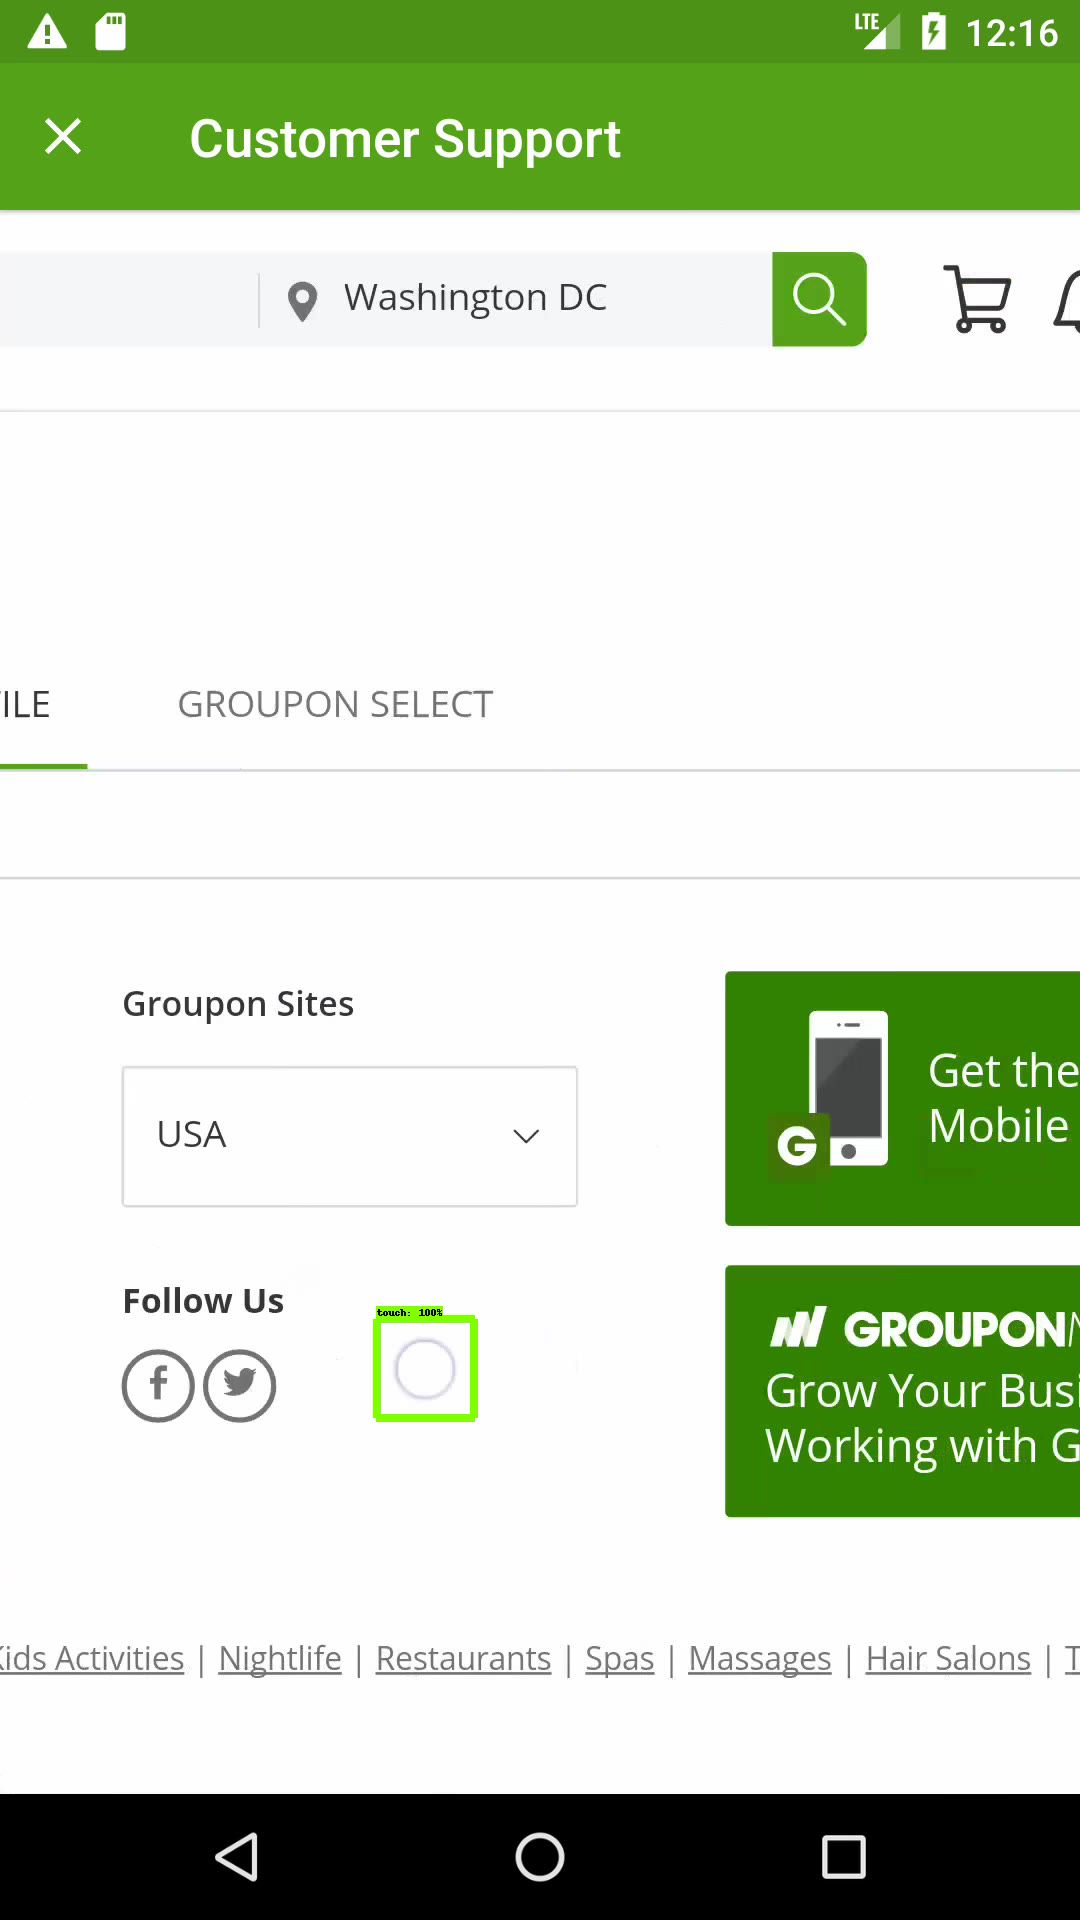 LTE 12:16
Customer Support
Washington DC
ILE GROUPON SELECT
Groupon Sites
USA
Get the
Mobile
G
Follow Us
touch: 100%
GROUPON
Grow Your Busi
Working with G
Kids Activities | Nightlife | Restaurants | Spas | Massages | Hair Salons | T